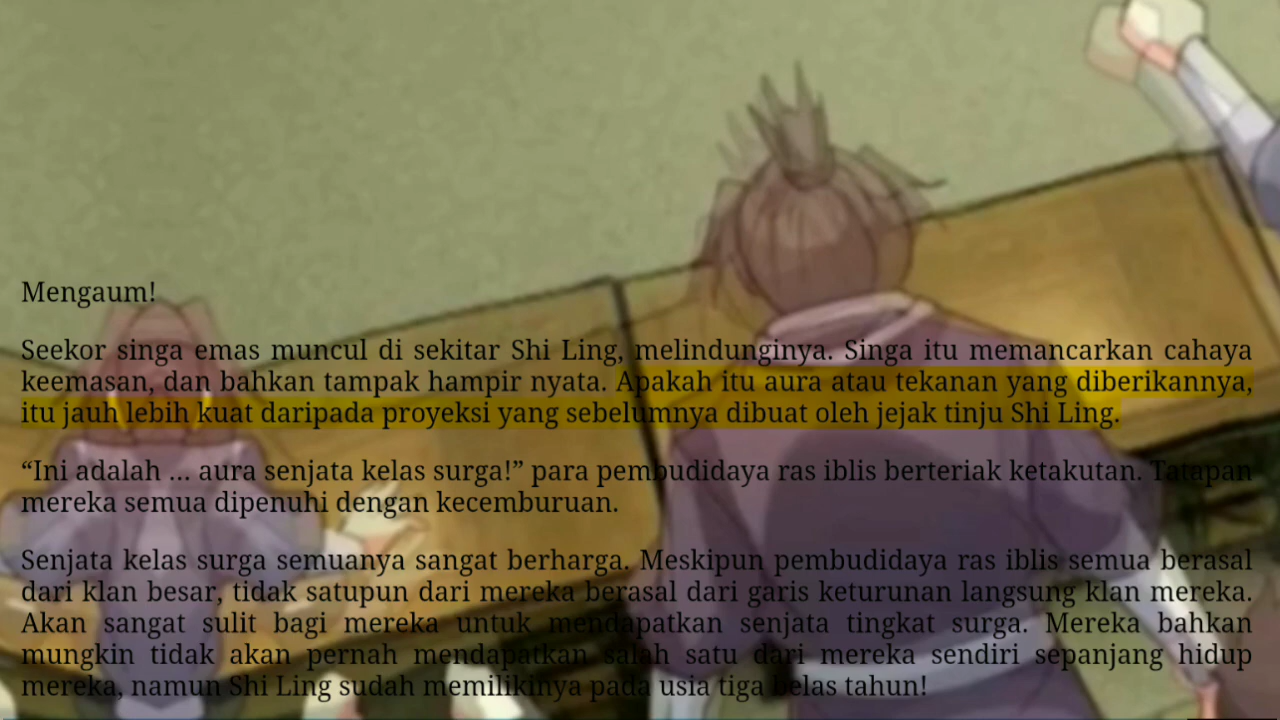 Mengaum!
Seekor singa emas muncul di sekitar Shi Ling, melindunginya. Singa itu memancarkan cahaya
keemasan, dan bahkan tampak hampir nyata. Apakah itu aura atau tekanan yang diberikannya,
itu jauh lebih kuat daripada proyeksi yang sebelumnya dibuat oleh jejak tinju Shi Ling.
“Ini adalah … aura senjata kelas surga!” para pembudidaya ras iblis berteriak ketakutan. Tatapan
mereka semua dipenuhi dengan kecemburuan.
Senjata kelas surga semuanya sangat berharga. Meskipun pembudidaya ras iblis semua berasal
dari klan besar, tidak satupun dari mereka berasal dari garis keturunan langsung klan mereka.
Akan sangat sulit bagi mereka untuk mendapatkan senjata tingkat surga. Mereka bahkan
mungkin tidak akan pernah mendapatkan salah satu dari mereka sendiri sepanjang hidup
mereka, namun Shi Ling sudah memilikinya pada usia tiga belas tahun!